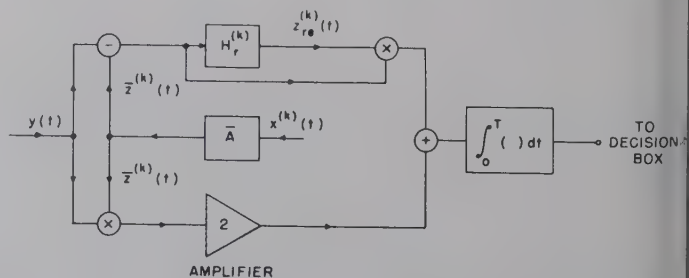 H_r^(k)
z_re^(k)(t)
−
×
z̄^(k)(t)
y(t)
Ā
x^(k)(t)
z̄^(k)(t)
×
2
AMPLIFIER
+
∫_0^T ( ) dt
TO
DECISION
BOX